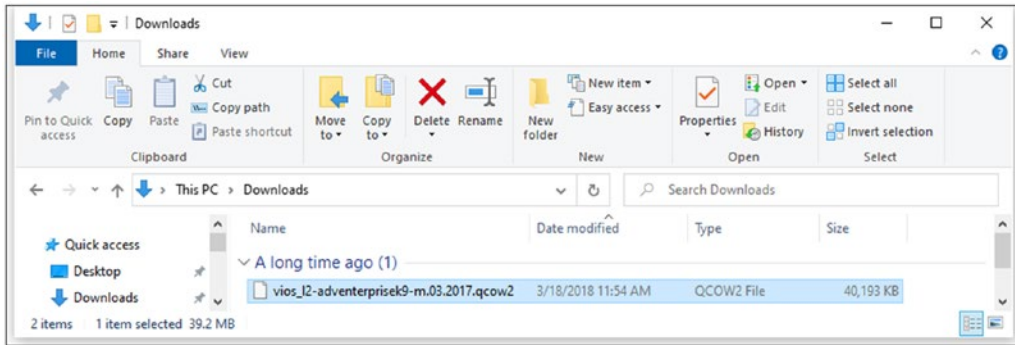 Downloads
File Home Share View
Pin to Quick access
Copy
Paste
Cut
Copy path
Paste shortcut
Clipboard
Move to
Copy to
Delete
Rename
Organize
New folder
New item
Easy access
New
Properties
Open
Edit
History
Open
Select all
Select none
Invert selection
Select
This PC > Downloads
Search Downloads
Name Date modified Type Size
Quick access
Desktop
Downloads
A long time ago (1)
vios_l2-adventerprisek9-m.03.2017.qcow2 3/18/2018 11:54 AM QCOW2 File 40,193 KB
2 items 1 item selected 39.2 MB